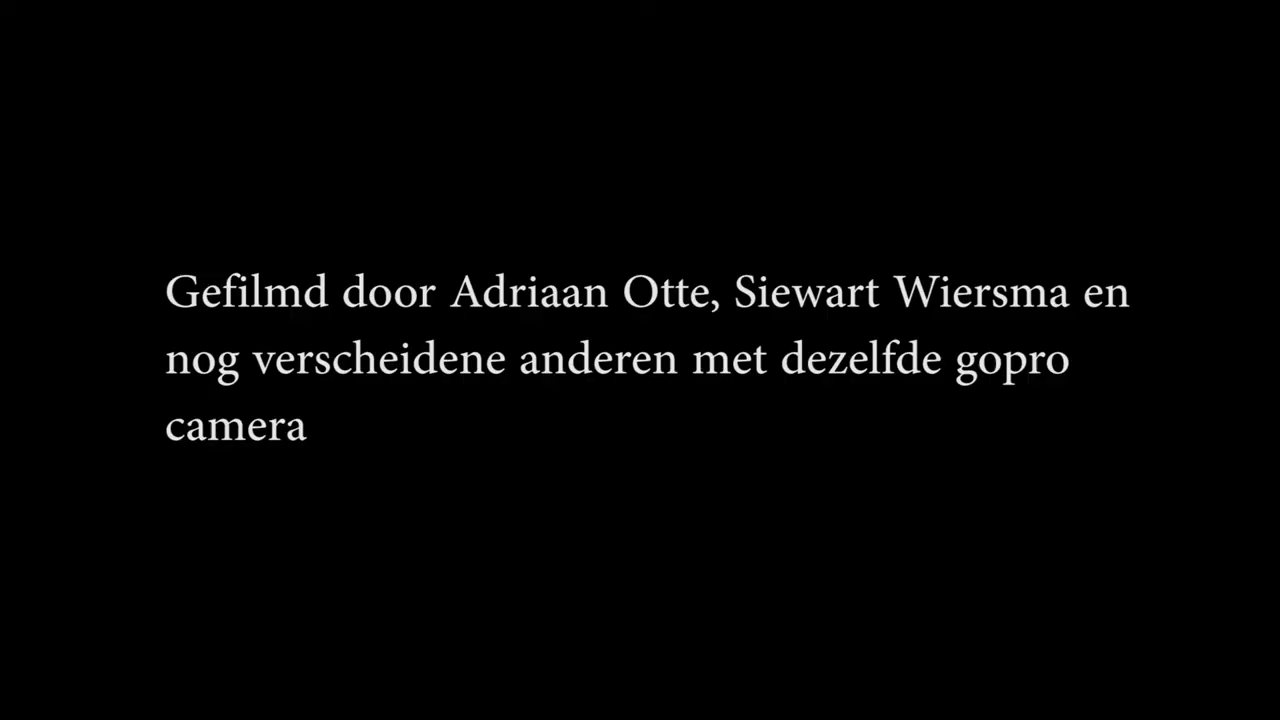 Gefilmd door Adriaan Otte, Siewart Wiersma en
nog verscheidene anderen met dezelfde gopro
camera